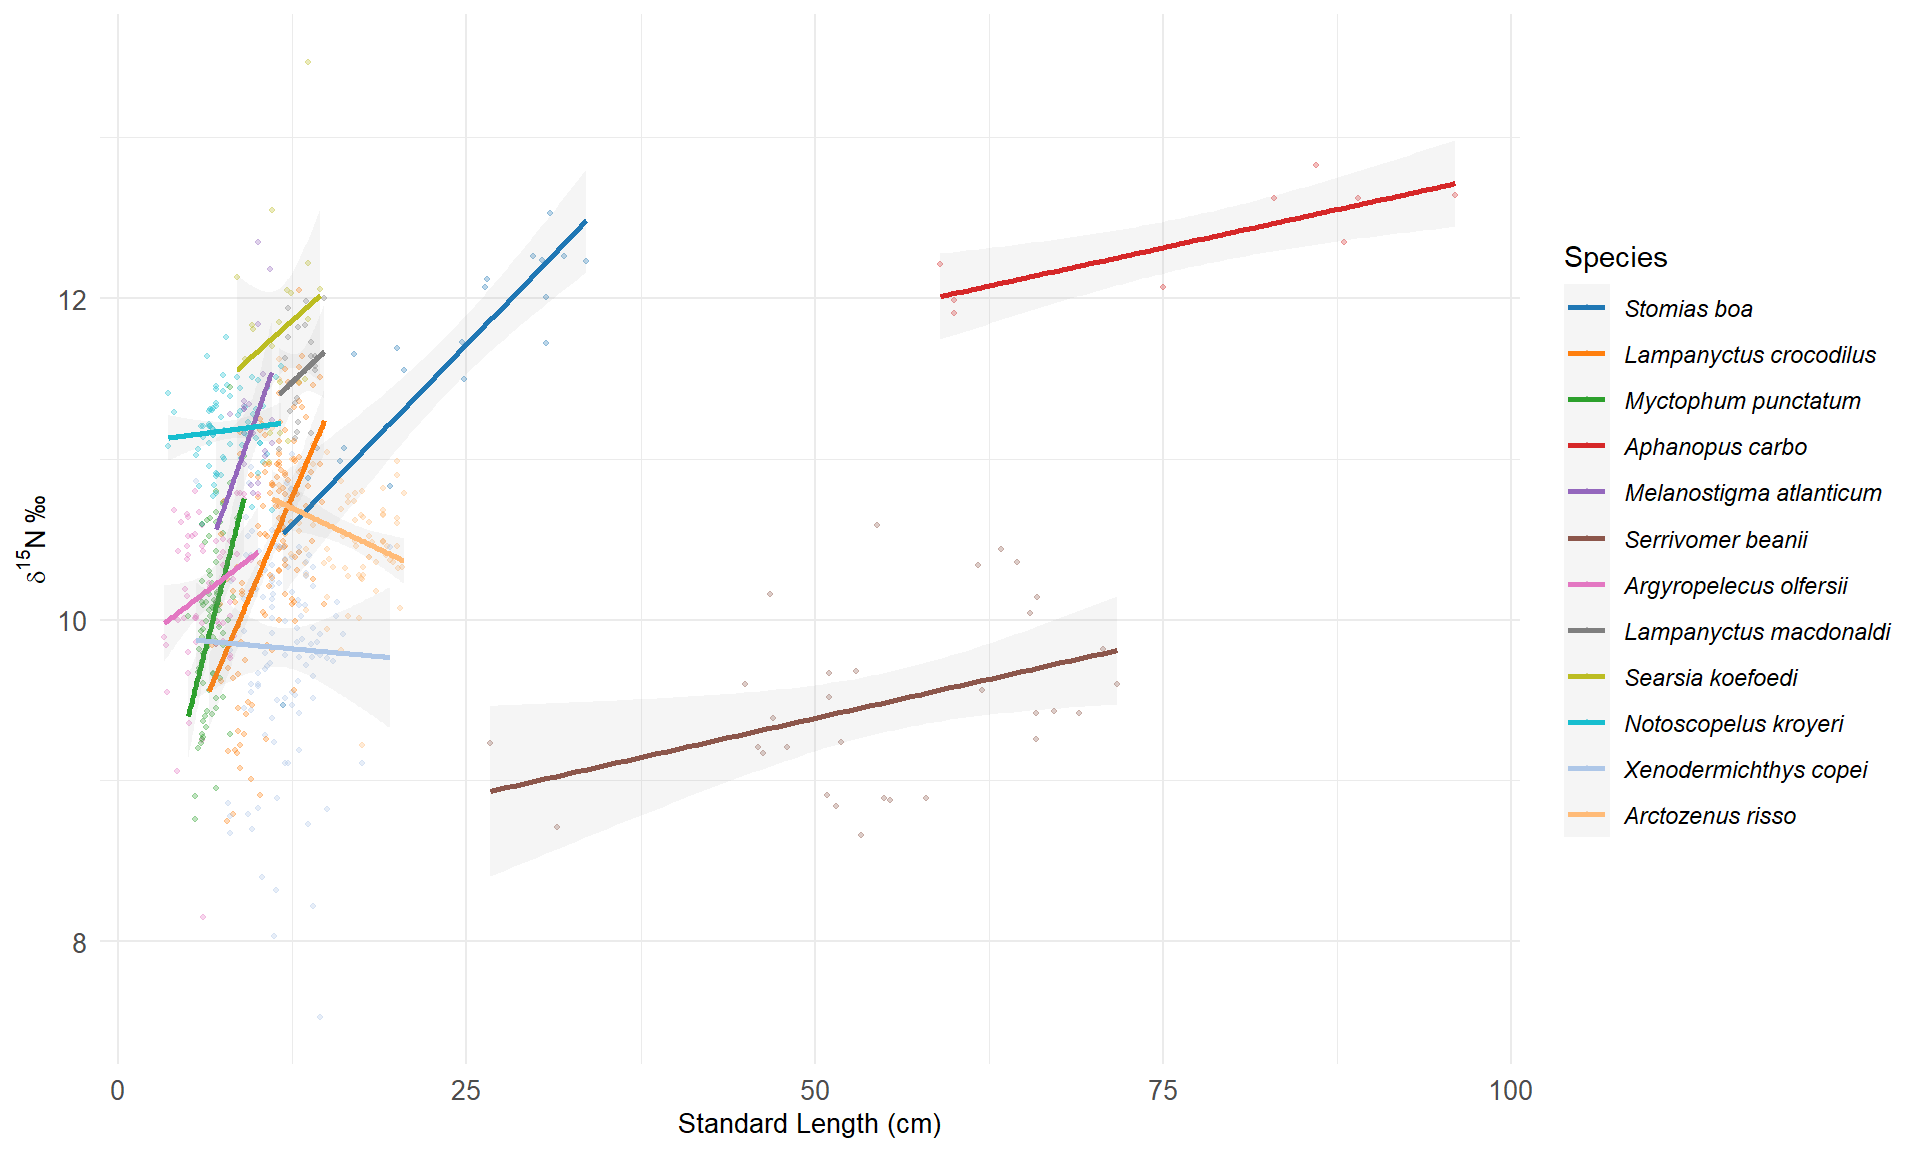 δ¹⁵N ‰
12
10
8
0 25 50 75 100
Standard Length (cm)
Species
Stomias boa
Lampanyctus crocodilus
Myctophum punctatum
Aphanopus carbo
Melanostigma atlanticum
Serrivomer beanii
Argyropelecus olfersii
Lampanyctus macdonaldi
Searsia koefoedi
Notoscopelus kroyeri
Xenodermichthys copei
Arctozenus risso